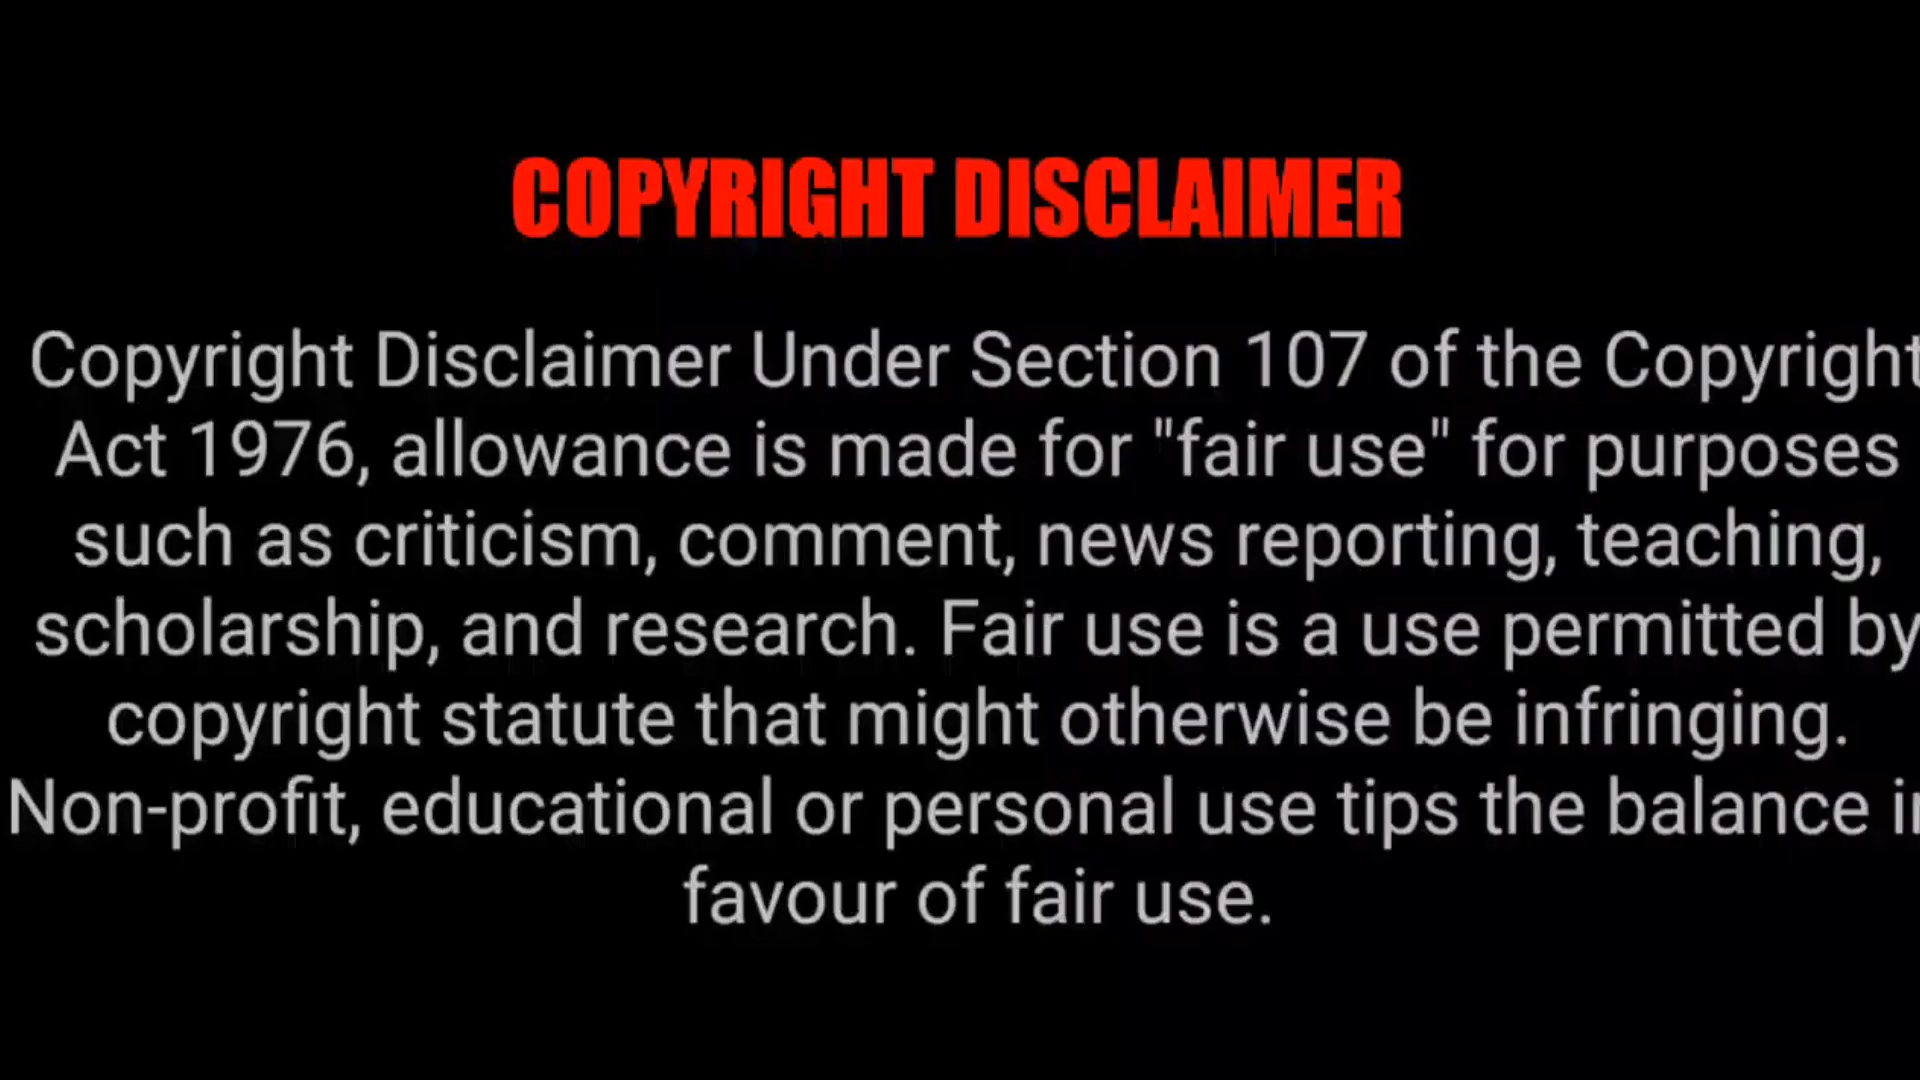 COPYRIGHT DISCLAIMER
Copyright Disclaimer Under Section 107 of the Copyright
Act 1976, allowance is made for "fair use" for purposes
such as criticism, comment, news reporting, teaching,
scholarship, and research. Fair use is a use permitted by
copyright statute that might otherwise be infringing.
Non-profit, educational or personal use tips the balance in
favour of fair use.